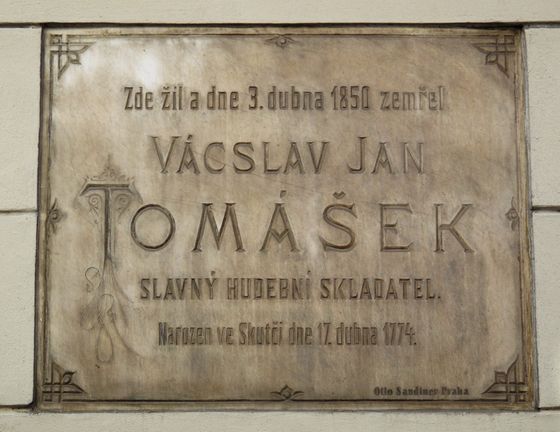 Zde žil a dne 3. dubna 1850 zemřel
VÁCSLAV JAN
TOMÁŠEK
SLAVNÝ HUDEBNÍ SKLADATEL.
Narozen ve Skutči dne 17. dubna 1774.
Otto Sandtner Praha